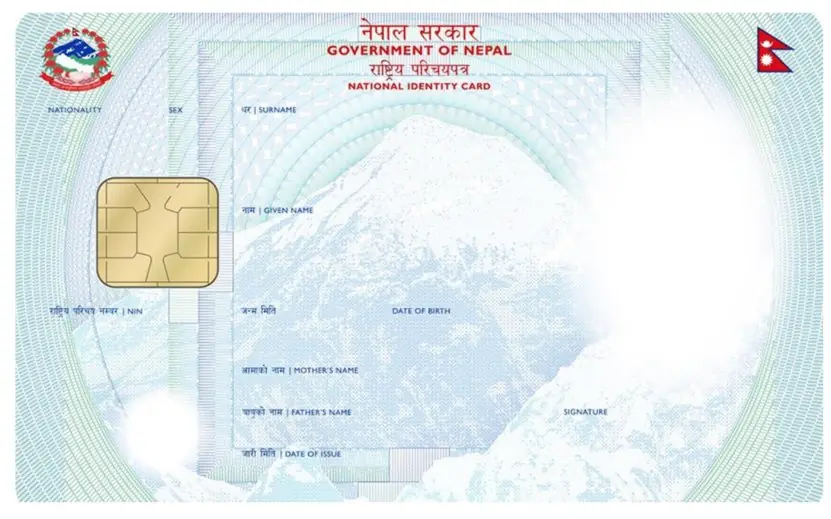 नेपाल सरकार
GOVERNMENT OF NEPAL
राष्ट्रिय परिचयपत्र
NATIONAL IDENTITY CARD
NATIONALITY
SEX
थर | SURNAME
नाम | GIVEN NAME
राष्ट्रिय परिचय नम्बर | NIN
जन्म मिति
DATE OF BIRTH
आमाको नाम | MOTHER'S NAME
बाबुको नाम | FATHER'S NAME
SIGNATURE
जारी मिति | DATE OF ISSUE